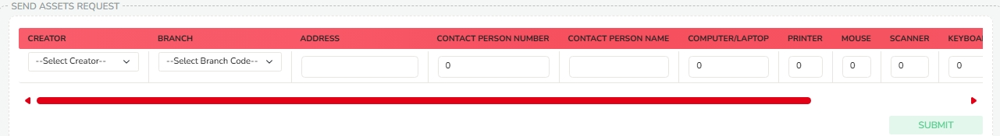 SEND ASSETS REQUEST
CREATOR BRANCH ADDRESS CONTACT PERSON NUMBER CONTACT PERSON NAME COMPUTER/LAPTOP PRINTER MOUSE SCANNER KEYBOA
--Select Creator-- --Select Branch Code-- 0 0 0 0 0 0
SUBMIT